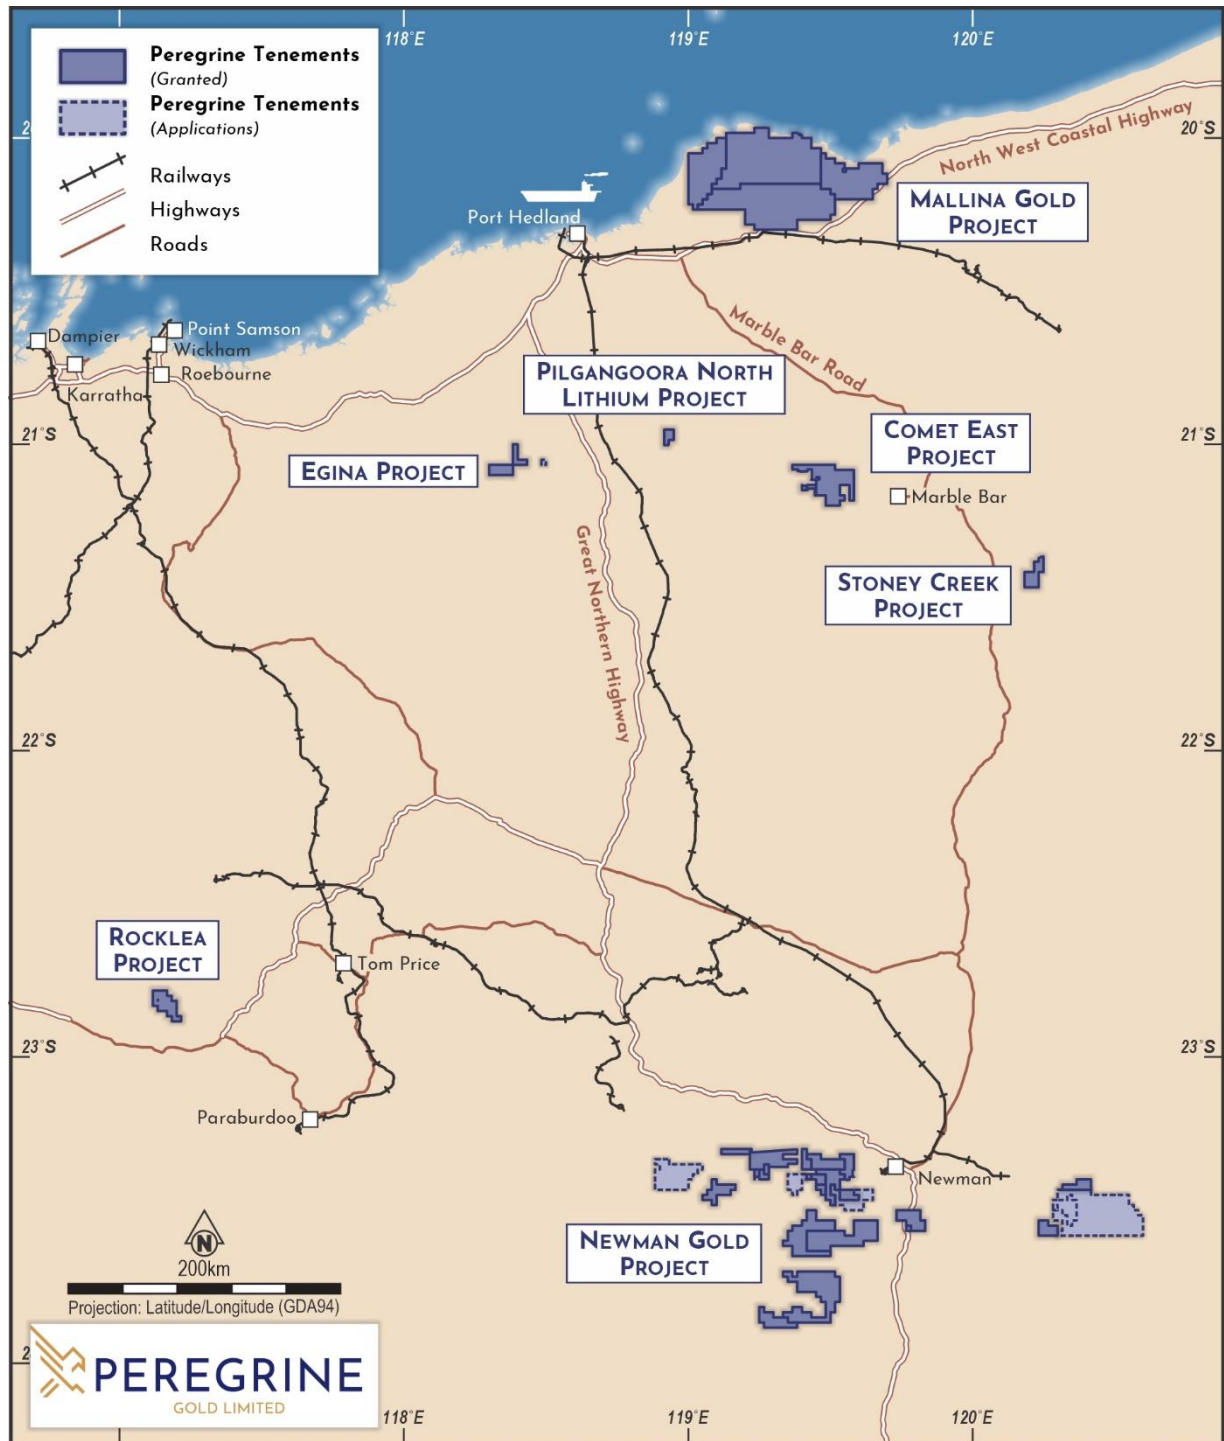 118°E
119°E
120°E
Peregrine Tenements
(Granted)
Peregrine Tenements
(Applications)
Railways
Highways
Roads
20°S
North West Coastal Highway
MALLINA GOLD
PROJECT
Port Hedland
Dampier
Point Samson
Wickham
Roebourne
Karratha
Marble Bar Road
PILGANGOORA NORTH
LITHIUM PROJECT
COMET EAST
PROJECT
21°S
21°S
EGINA PROJECT
Marble Bar
Great Northern Highway
STONEY CREEK
PROJECT
22°S
22°S
ROCKLEA
PROJECT
Tom Price
23°S
23°S
Paraburdoo
Newman
NEWMAN GOLD
PROJECT
N
200km
Projection: Latitude/Longitude (GDA94)
PEREGRINE
GOLD LIMITED
118°E
119°E
120°E